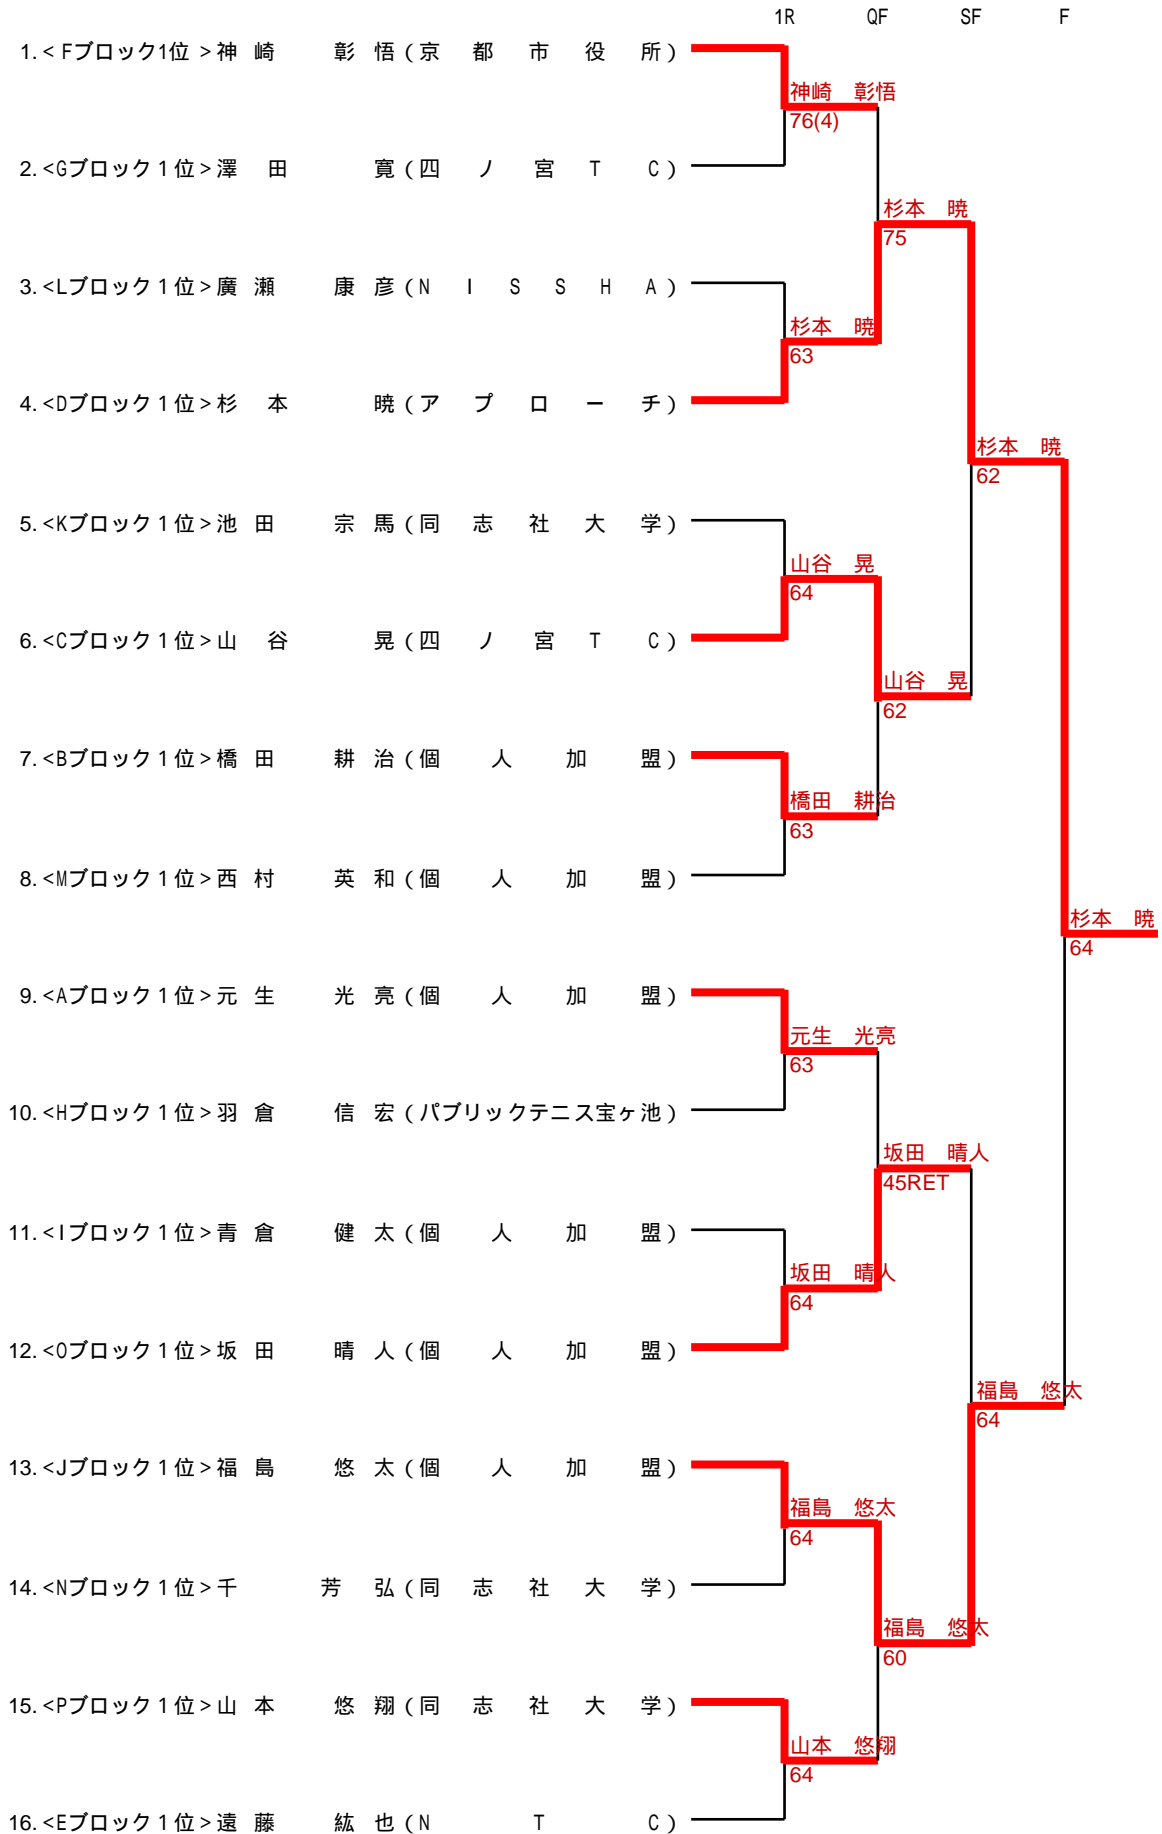 1R QF SF F
1.<Fブロック1位>神崎 彰悟(京都市役所)
神崎 彰悟
76(4)
2.<Gブロック1位>澤田 寛(四ノ宮TC)
杉本 暁
75
3.<Lブロック1位>廣瀬 康彦(NISSHA)
杉本 暁
63
4.<Dブロック1位>杉本 暁(アプローチ)
杉本 暁
62
5.<Kブロック1位>池田 宗馬(同志社大学)
山谷 晃
64
6.<Cブロック1位>山谷 晃(四ノ宮TC)
山谷 晃
62
7.<Bブロック1位>橋田 耕治(個人加盟)
橋田 耕治
63
8.<Mブロック1位>西村 英和(個人加盟)
杉本 暁
64
9.<Aブロック1位>元生 光亮(個人加盟)
元生 光亮
63
10.<Hブロック1位>羽倉 信宏(パブリックテニス宝ヶ池)
坂田 晴人
45RET
11.<Iブロック1位>青倉 健太(個人加盟)
坂田 晴人
64
12.<Oブロック1位>坂田 晴人(個人加盟)
福島 悠太
64
13.<Jブロック1位>福島 悠太(個人加盟)
福島 悠太
64
14.<Nブロック1位>千 芳弘(同志社大学)
福島 悠太
60
15.<Pブロック1位>山本 悠翔(同志社大学)
山本 悠翔
64
16.<Eブロック1位>遠藤 紘也(NTC)